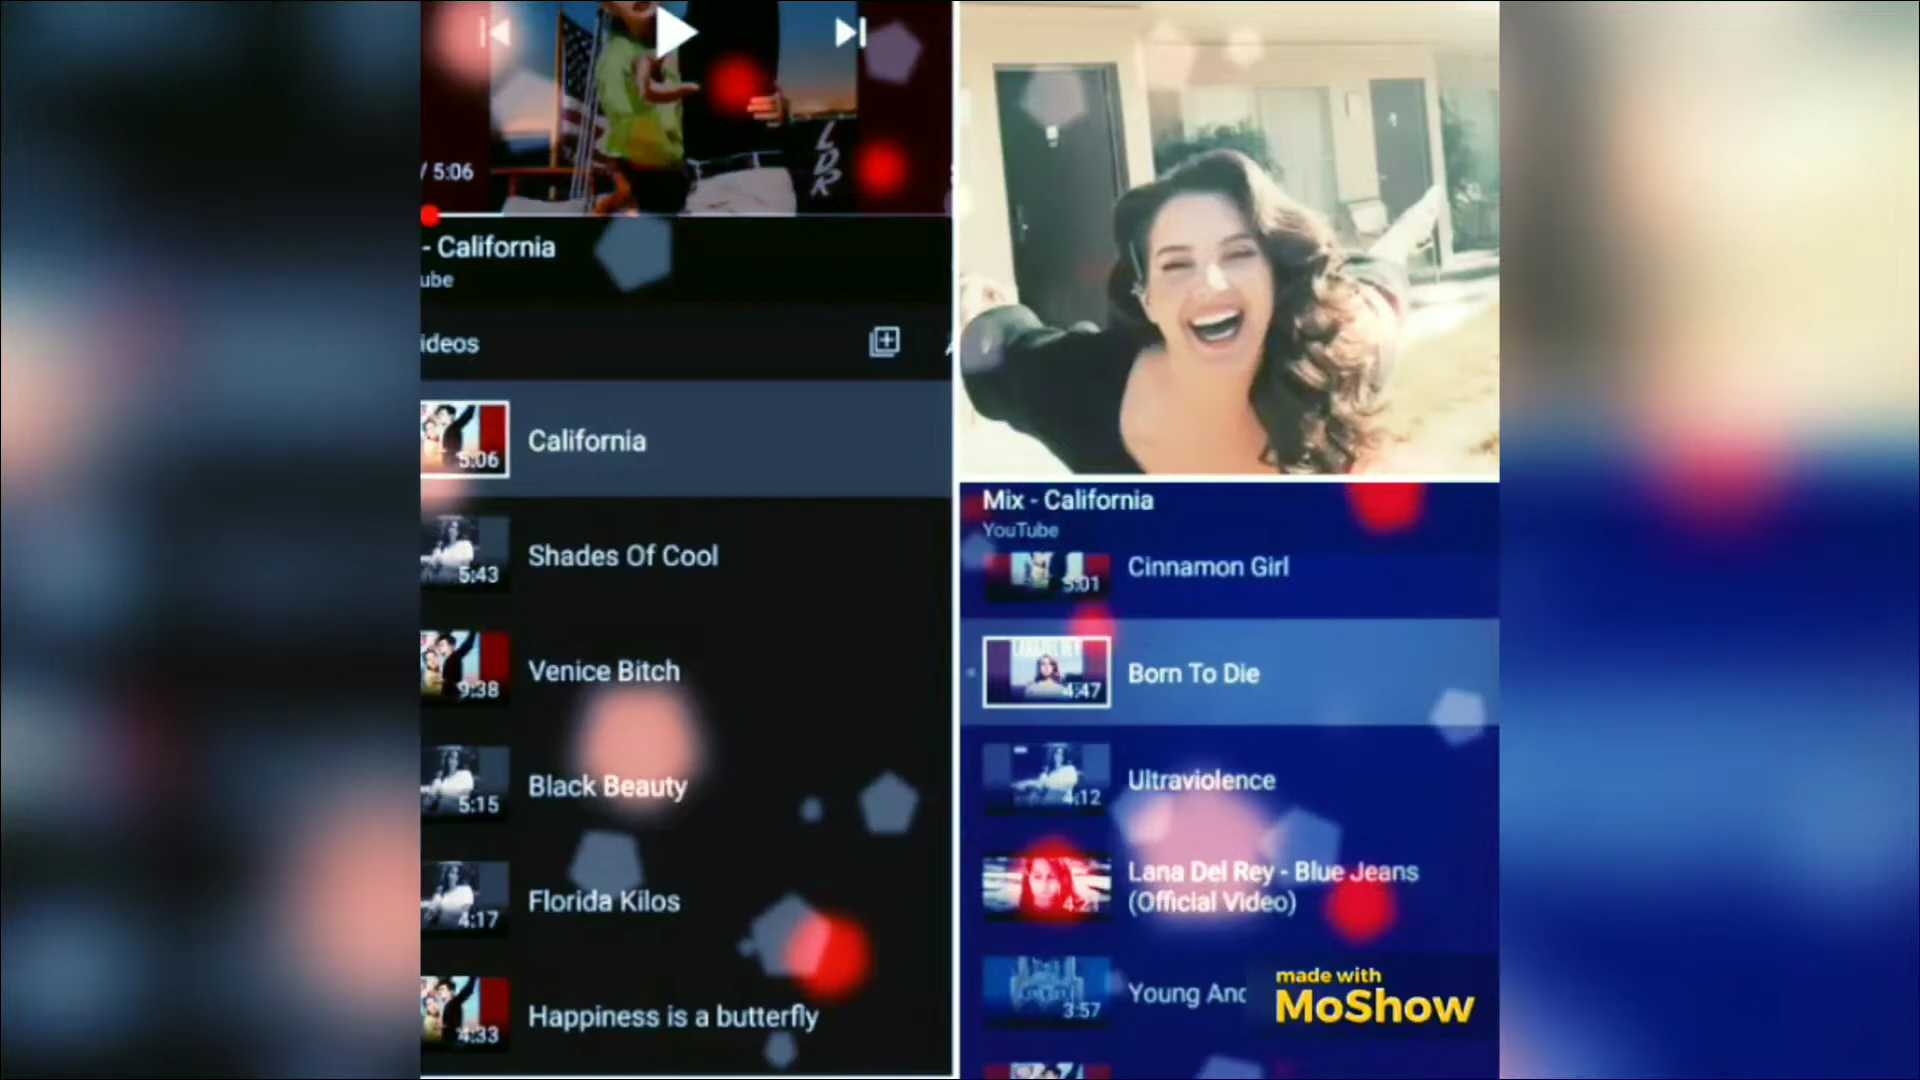 / 5:06
LDR
- California
ube
ideos
5:06
California
5:43
Shades Of Cool
9:38
Venice Bitch
5:15
Black Beauty
4:17
Florida Kilos
4:33
Happiness is a butterfly
Mix - California
YouTube
5:01
Cinnamon Girl
4:47
Born To Die
4:12
Ultraviolence
4:21
Lana Del Rey - Blue Jeans
(Official Video)
3:57
Young And
made with
MoShow